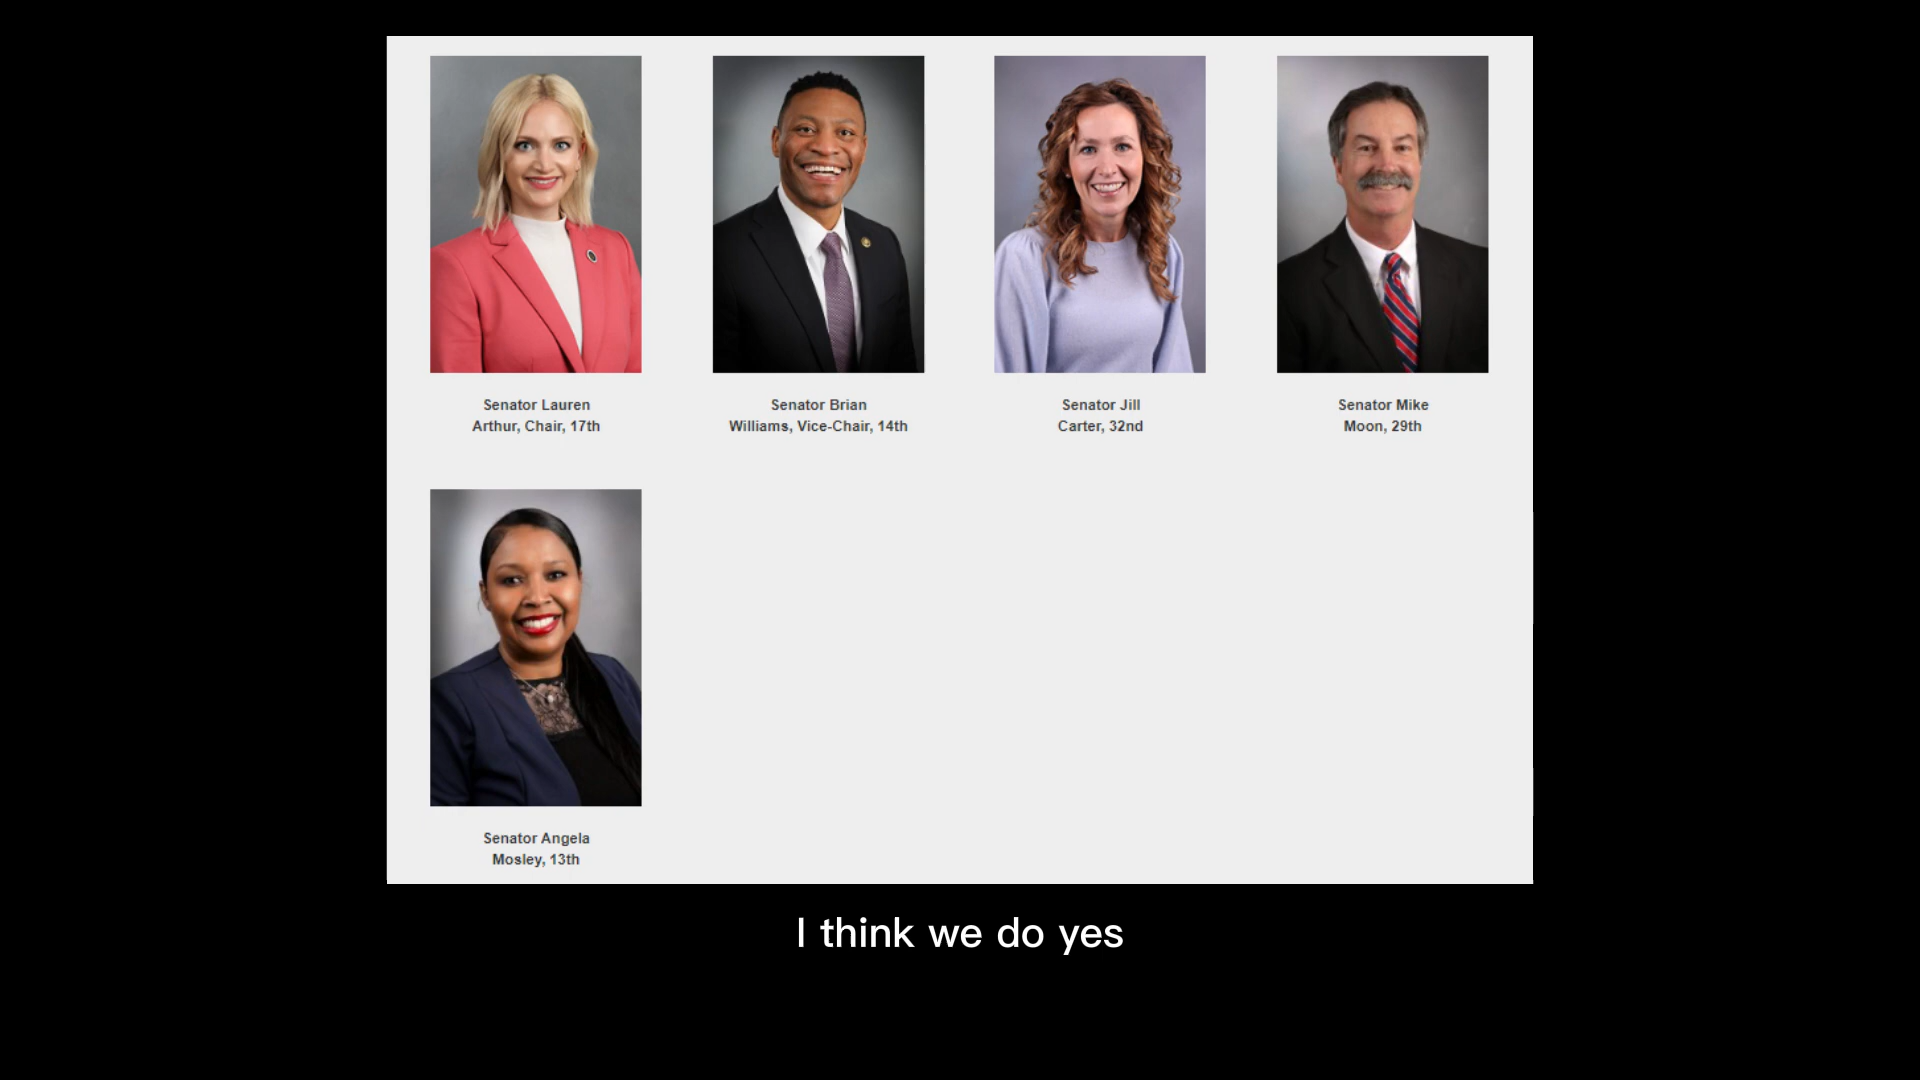 Senator Lauren
Arthur, Chair, 17th
Senator Brian
Williams, Vice-Chair, 14th
Senator Jill
Carter, 32nd
Senator Mike
Moon, 29th
Senator Angela
Mosley, 13th
I think we do yes